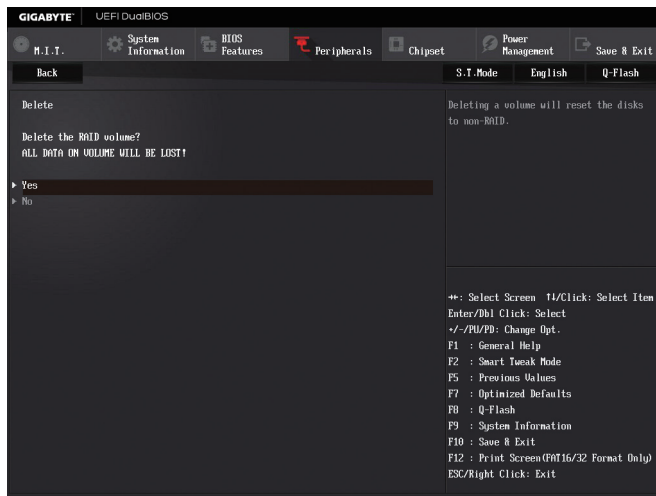 GIGABYTE™ UEFI DualBIOS
M.I.T. System Information BIOS Features Peripherals Chipset Power Management Save & Exit
Back S.T.Mode English Q-Flash
Delete
Delete the RAID volume?
ALL DATA ON VOLUME WILL BE LOST!
▶ Yes
▶ No
Deleting a volume will reset the disks
to non-RAID.
→←: Select Screen ↑↓/Click: Select Item
Enter/Dbl Click: Select
+/-/PU/PD: Change Opt.
F1 : General Help
F2 : Smart Tweak Mode
F5 : Previous Values
F7 : Optimized Defaults
F8 : Q-Flash
F9 : System Information
F10 : Save & Exit
F12 : Print Screen(FAT16/32 Format Only)
ESC/Right Click: Exit